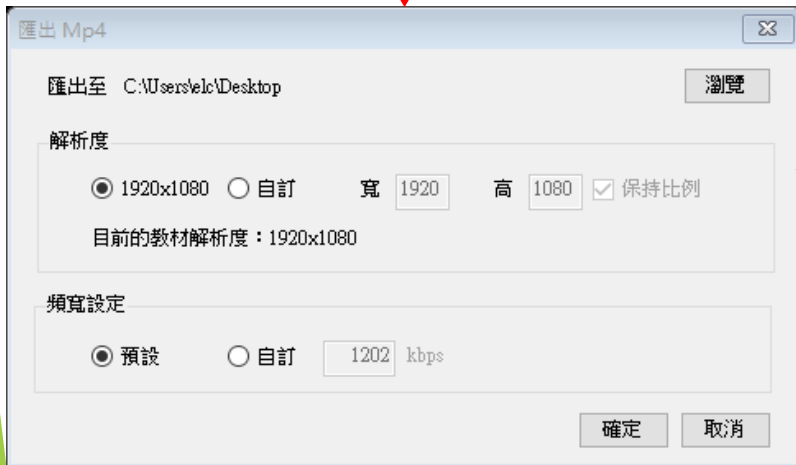 匯出 Mp4
匯出至 C:\Users\elc\Desktop 瀏覽
解析度
1920x1080 自訂 寬 1920 高 1080 保持比例
目前的教材解析度：1920x1080
頻寬設定
預設 自訂 1202 kbps
確定 取消